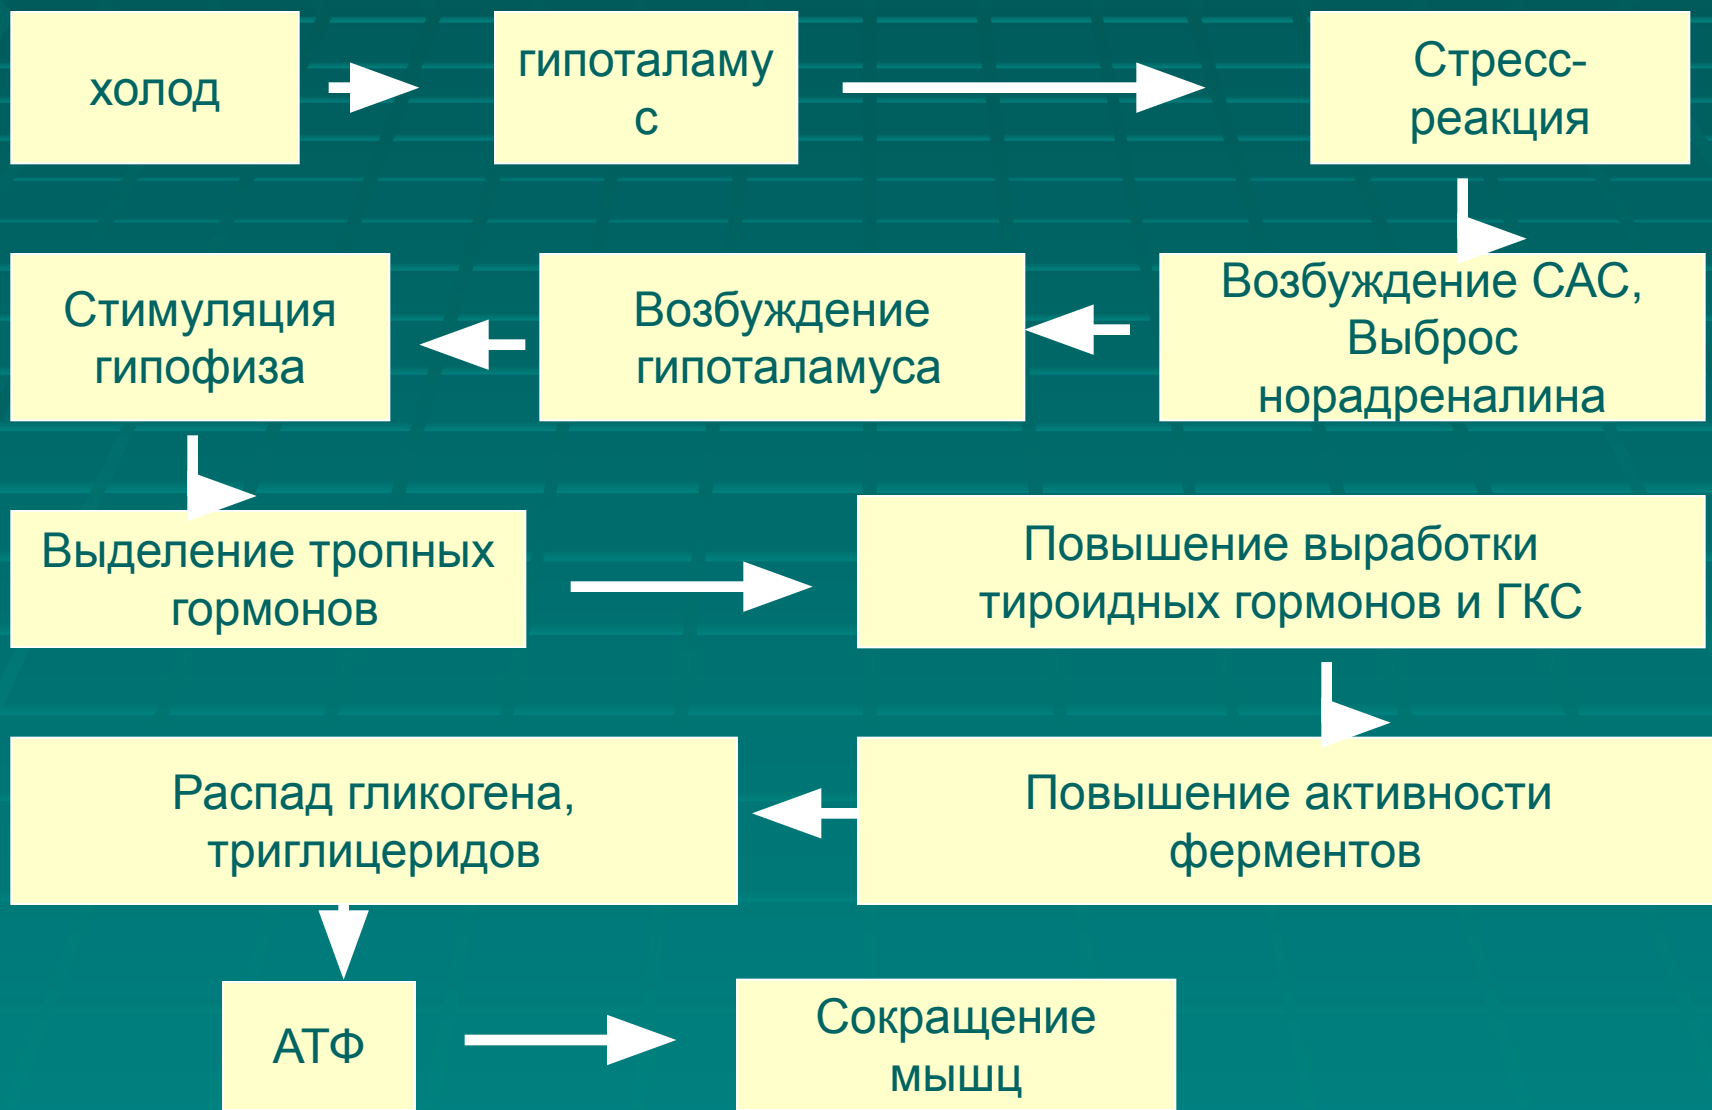 холод
гипоталаму
с
Стресс-
реакция
Стимуляция
гипофиза
Возбуждение
гипоталамуса
Возбуждение САС,
Выброс
норадреналина
Выделение тропных
гормонов
Повышение выработки
тироидных гормонов и ГКС
Распад гликогена,
триглицеридов
Повышение активности
ферментов
АТФ
Сокращение
мышц